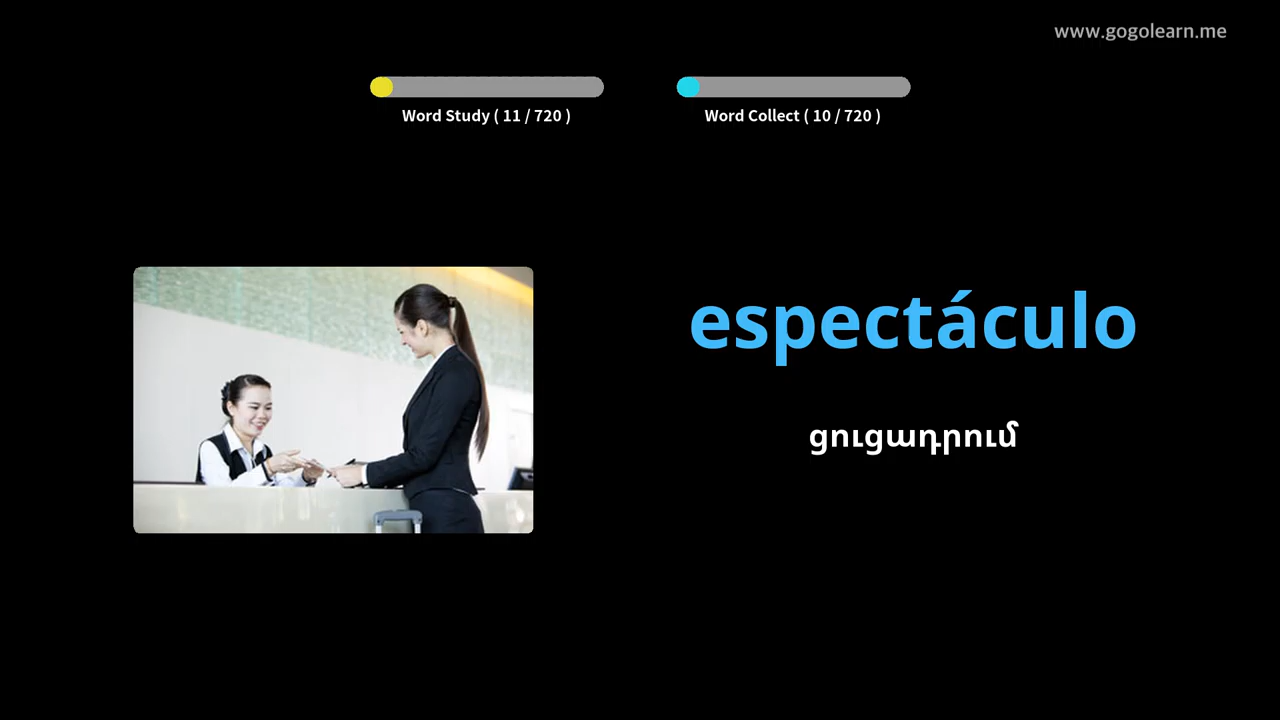 www.gogolearn.me
Word Study ( 11 / 720 )
Word Collect ( 10 / 720 )
espectáculo
ցուցադրում